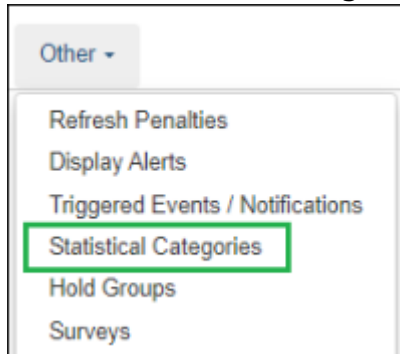 Other
Refresh Penalties
Display Alerts
Triggered Events / Notifications
Statistical Categories
Hold Groups
Surveys